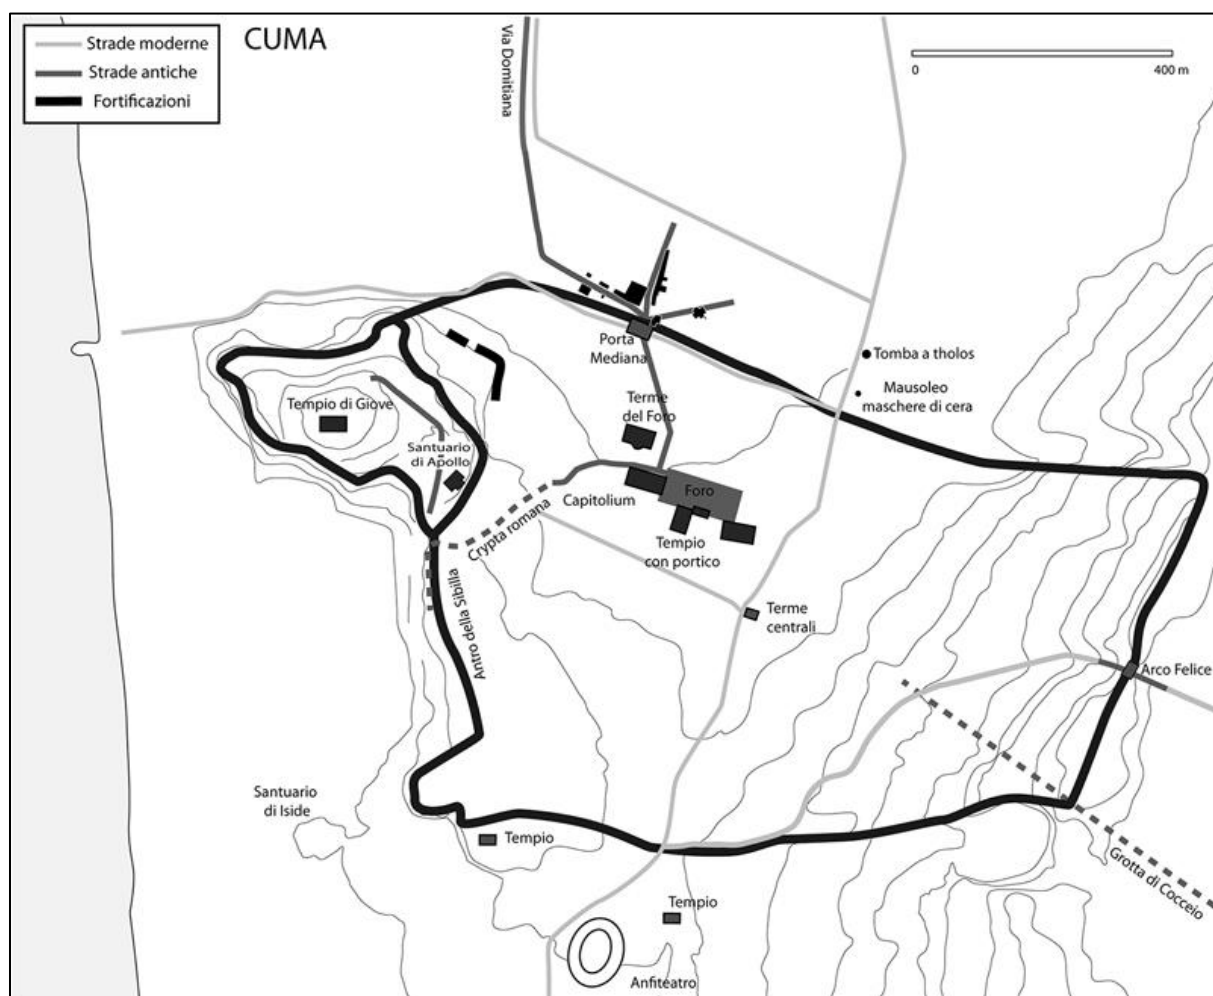 Strade moderne
Strade antiche
Fortificazioni
CUMA
Via Domitiana
0
400 m
Porta
Mediana
Tomba a tholos
Mausoleo
maschere di cera
Tempio di Giove
Terme
del Foro
Santuario
di Apollo
Capitolium
Foro
Crypta romana
Tempio
con portico
Antro della Sibilla
Terme
centrali
Arco Felice
Santuario
di Iside
Tempio
Grotta di Cocceio
Tempio
Anfiteatro